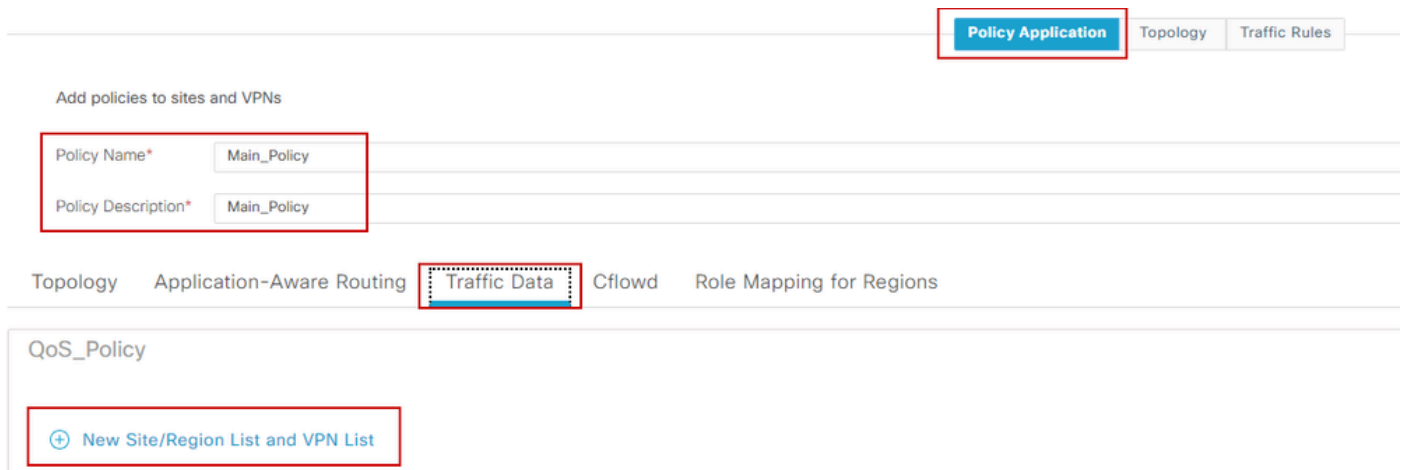 Policy Application Topology Traffic Rules
Add policies to sites and VPNs
Policy Name* Main_Policy
Policy Description* Main_Policy
Topology Application-Aware Routing Traffic Data Cflowd Role Mapping for Regions
QoS_Policy
New Site/Region List and VPN List